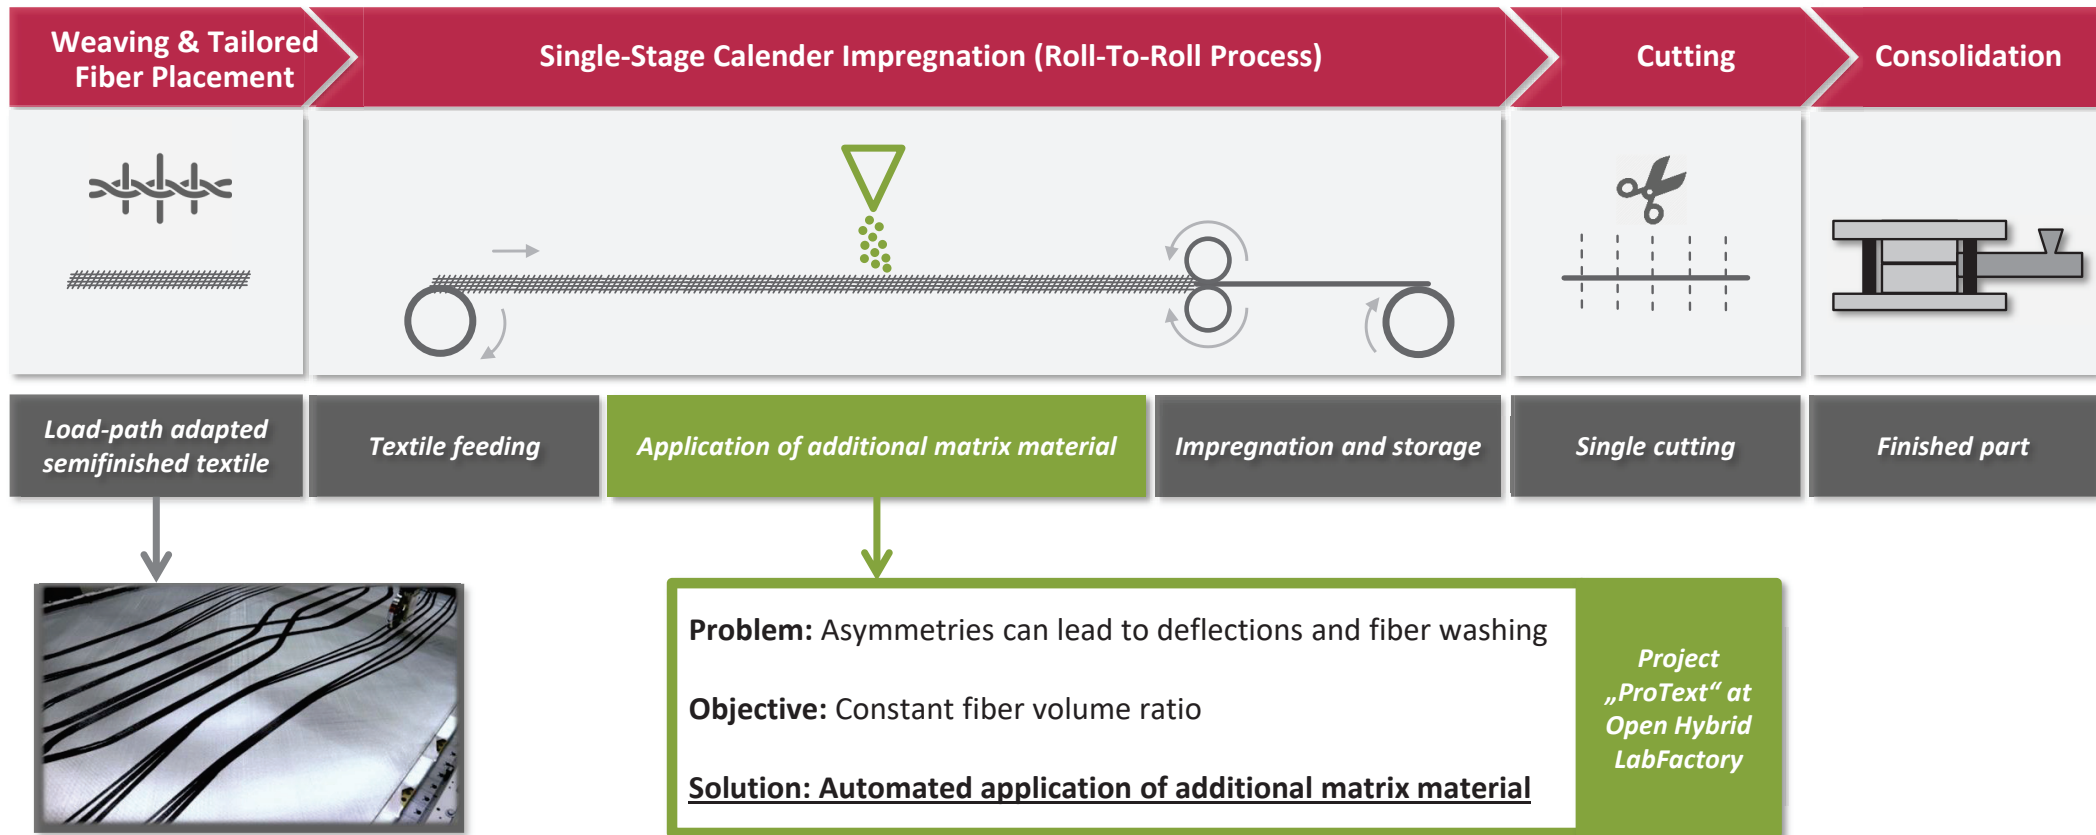 Weaving & Tailored
Fiber Placement
Single-Stage Calender Impregnation (Roll-To-Roll Process)
Cutting
Consolidation
Load-path adapted
semifinished textile
Textile feeding
Application of additional matrix material
Impregnation and storage
Single cutting
Finished part
Problem: Asymmetries can lead to deflections and fiber washing
Objective: Constant fiber volume ratio
Solution: Automated application of additional matrix material
Project
„ProText“ at
Open Hybrid
LabFactory